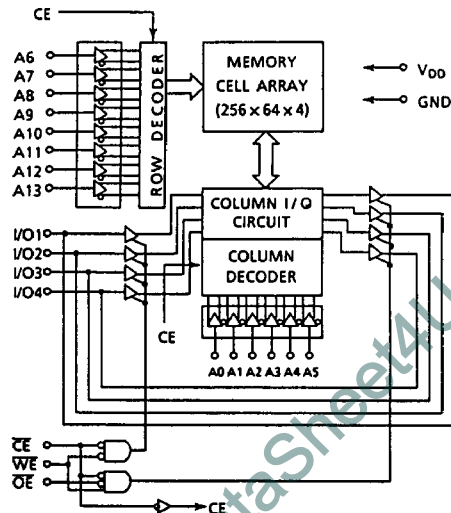 CE
A6
A7
A8
A9
A10
A11
A12
A13
ROW DECODER
MEMORY
CELL ARRAY
(256 x 64 x 4)
VDD
GND
I/O1
I/O2
I/O3
I/O4
COLUMN I/O
CIRCUIT
COLUMN
DECODER
CE
A0 A1 A2 A3 A4 A5
CE
WE
OE
CE
taSheet4U